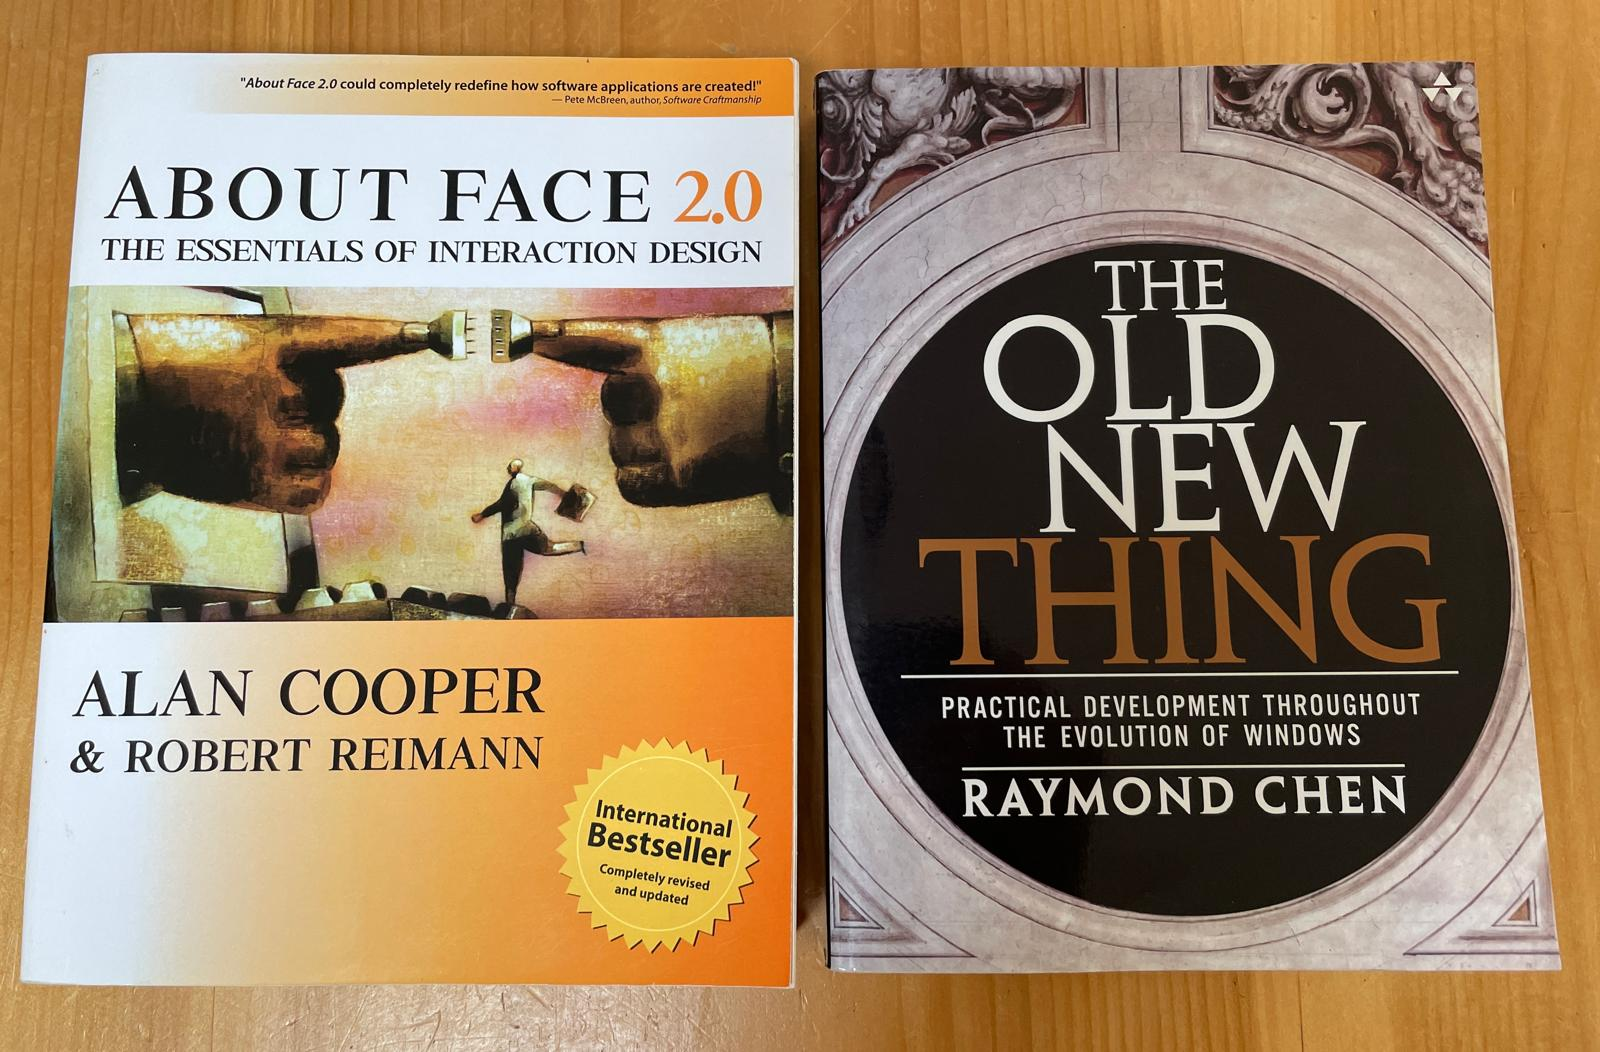 "About Face 2.0 could completely redefine how software applications are created!"
— Pete McBreen, author, Software Craftmanship
ABOUT FACE 2.0
THE ESSENTIALS OF INTERACTION DESIGN
ALAN COOPER
& ROBERT REIMANN
International
Bestseller
Completely revised
and updated
THE
OLD
NEW
THING
PRACTICAL DEVELOPMENT THROUGHOUT
THE EVOLUTION OF WINDOWS
RAYMOND CHEN